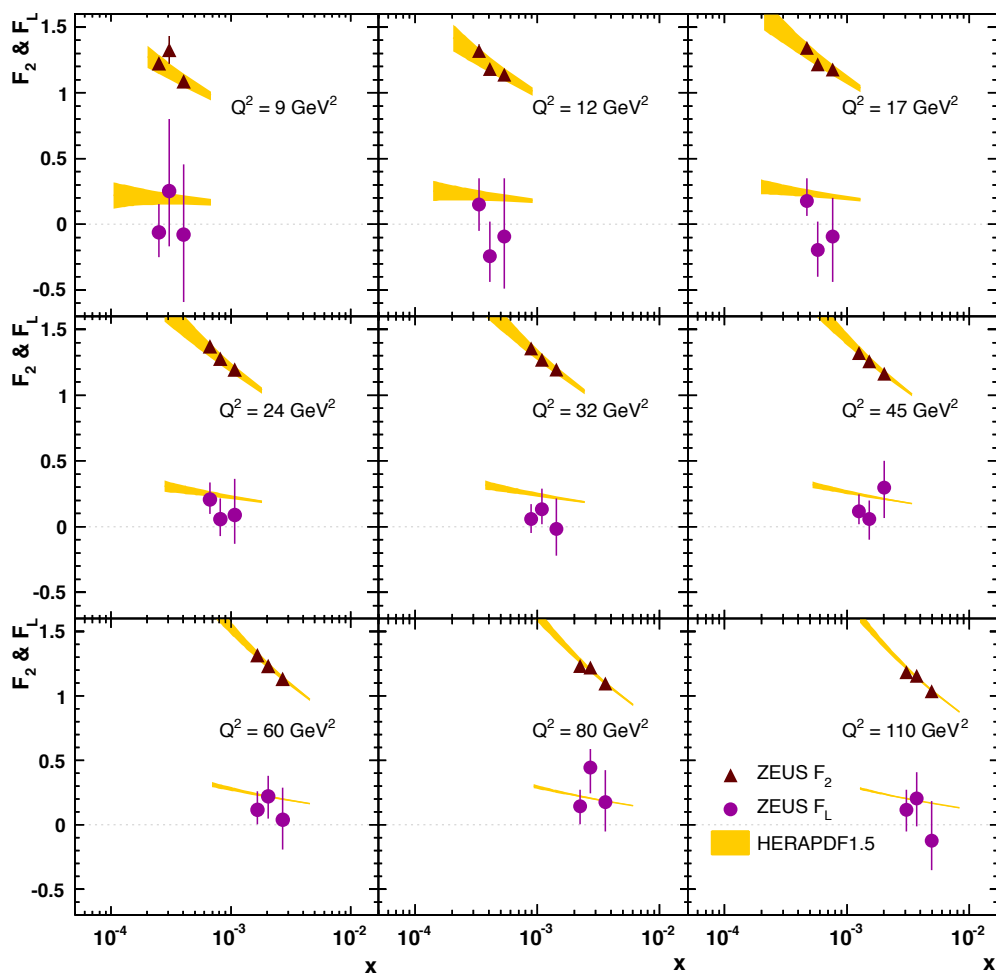 F₂ & F_L
1.5
1
0.5
0
-0.5
Q² = 9 GeV²
Q² = 12 GeV²
Q² = 17 GeV²
F₂ & F_L
1.5
1
0.5
0
-0.5
Q² = 24 GeV²
Q² = 32 GeV²
Q² = 45 GeV²
F₂ & F_L
1.5
1
0.5
0
-0.5
Q² = 60 GeV²
Q² = 80 GeV²
Q² = 110 GeV²
ZEUS F₂
ZEUS F_L
HERAPDF1.5
10⁻⁴ 10⁻³ 10⁻² 10⁻⁴ 10⁻³ 10⁻² 10⁻⁴ 10⁻³ 10⁻²
x x x